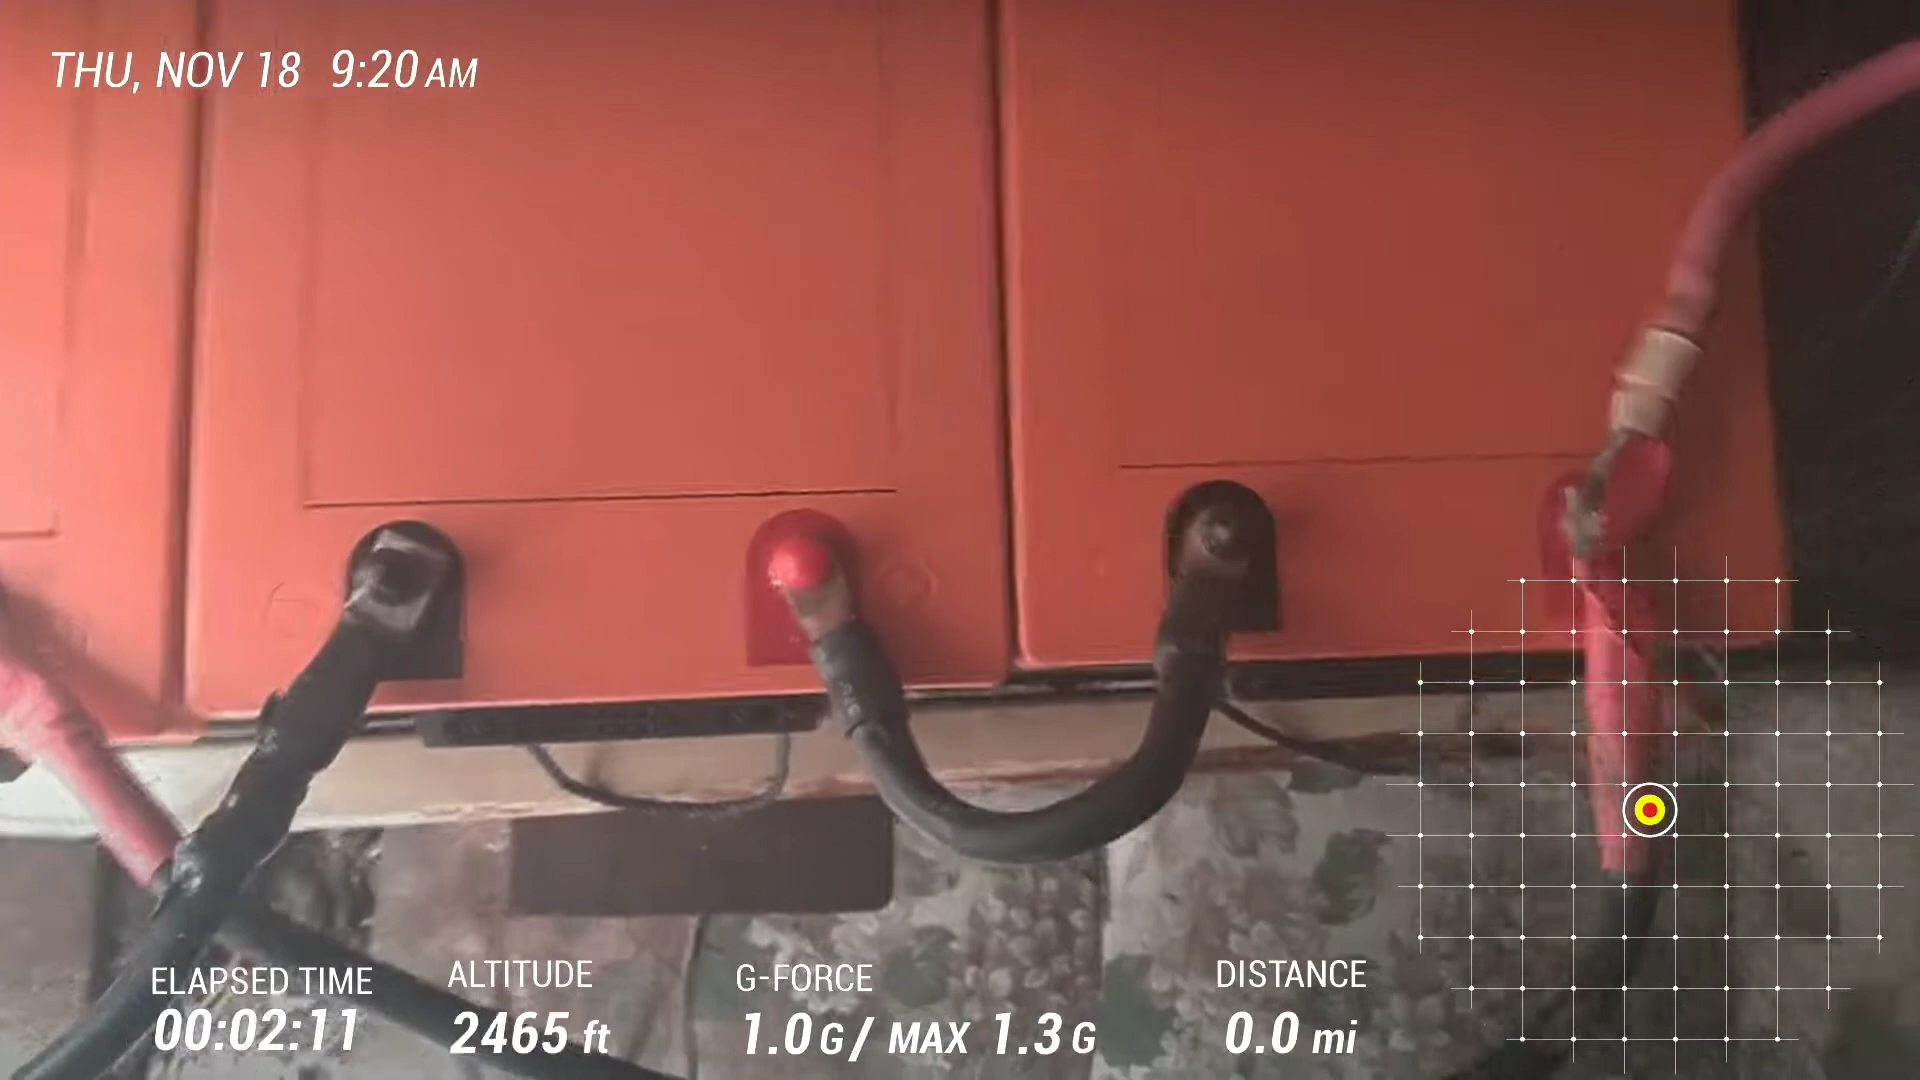 THU, NOV 18 9:20 AM
ELAPSED TIME
00:02:11
ALTITUDE
2465 ft
G-FORCE
1.0 G / MAX 1.3 G
DISTANCE
0.0 mi